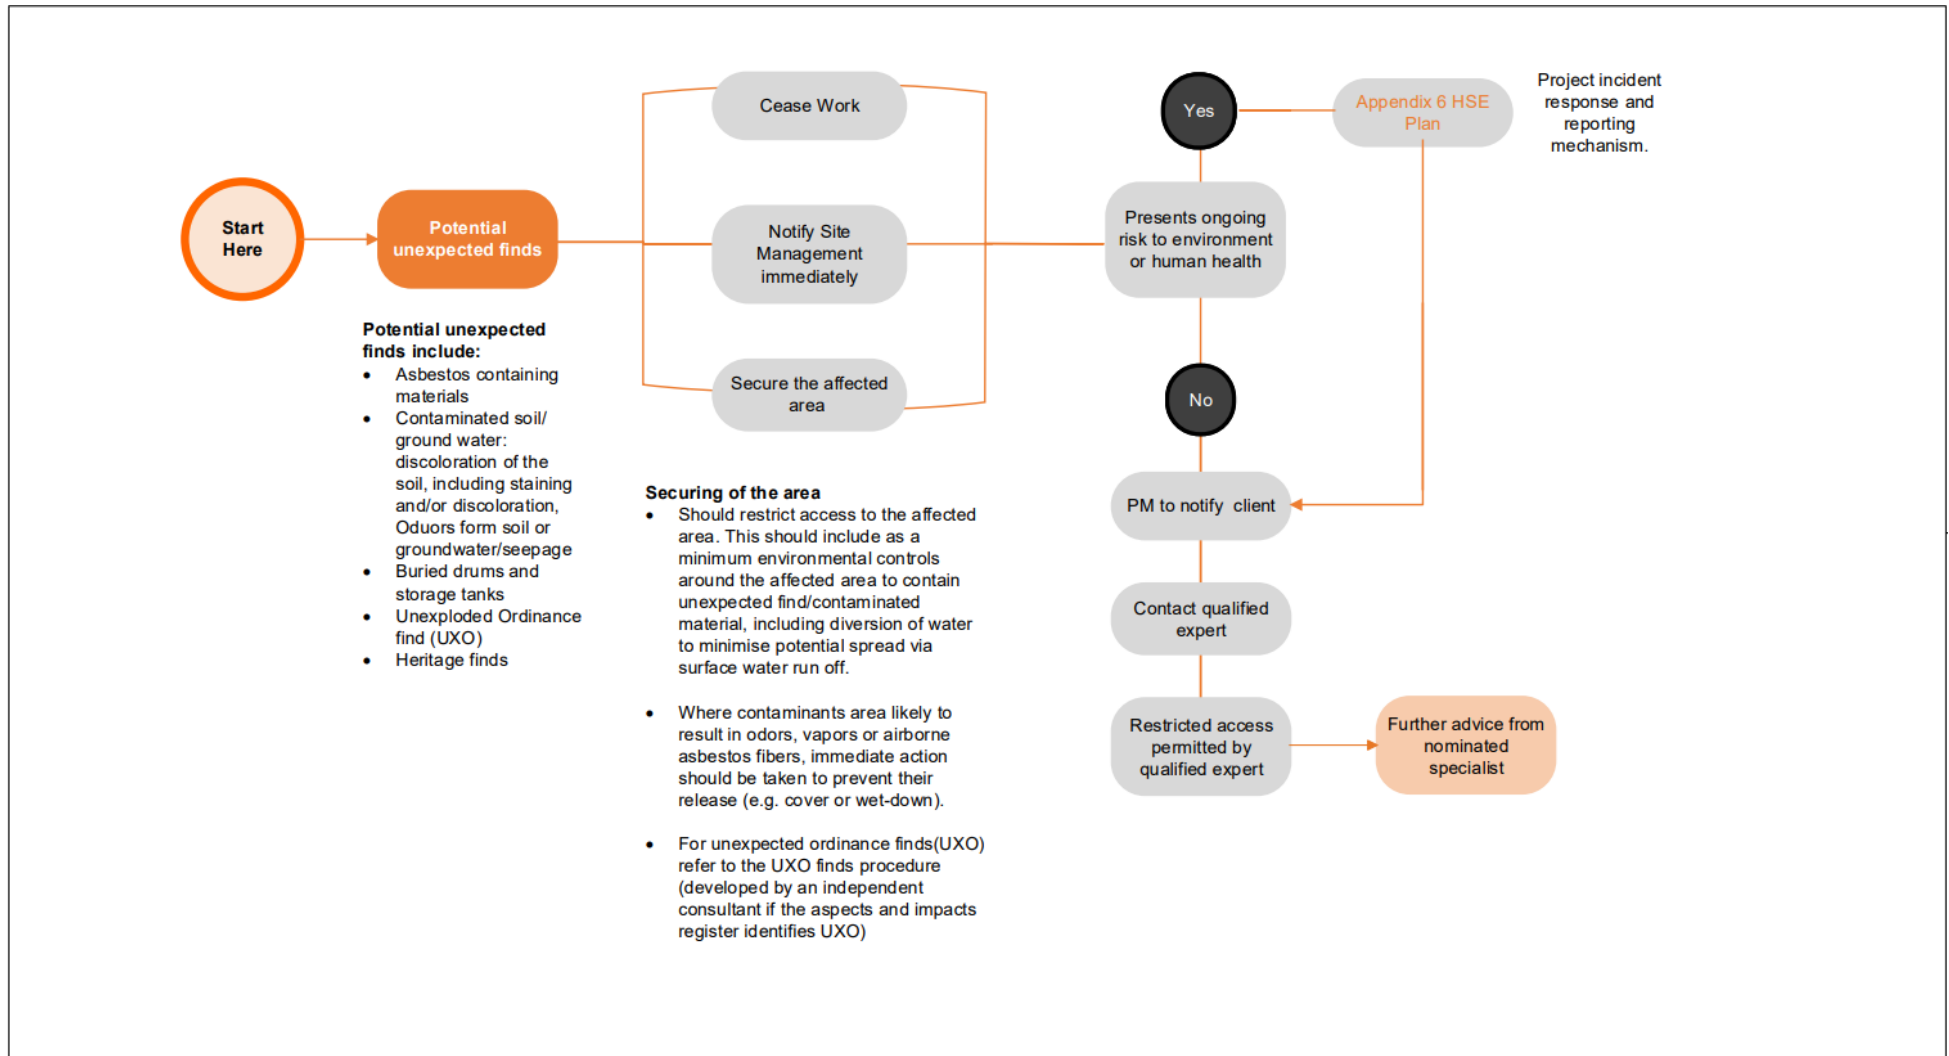 Start
Here
Potential
unexpected finds
Potential unexpected
finds include:
• Asbestos containing
materials
• Contaminated soil/
ground water:
discoloration of the
soil, including staining
and/or discoloration,
Oduors form soil or
groundwater/seepage
• Buried drums and
storage tanks
• Unexploded Ordinance
find (UXO)
• Heritage finds
Cease Work
Notify Site
Management
immediately
Secure the affected
area
Securing of the area
• Should restrict access to the affected
area. This should include as a
minimum environmental controls
around the affected area to contain
unexpected find/contaminated
material, including diversion of water
to minimise potential spread via
surface water run off.
• Where contaminants area likely to
result in odors, vapors or airborne
asbestos fibers, immediate action
should be taken to prevent their
release (e.g. cover or wet-down).
• For unexpected ordinance finds(UXO)
refer to the UXO finds procedure
(developed by an independent
consultant if the aspects and impacts
register identifies UXO)
Yes
Appendix 6 HSE
Plan
Project incident
response and
reporting
mechanism.
Presents ongoing
risk to environment
or human health
No
PM to notify client
Contact qualified
expert
Restricted access
permitted by
qualified expert
Further advice from
nominated
specialist